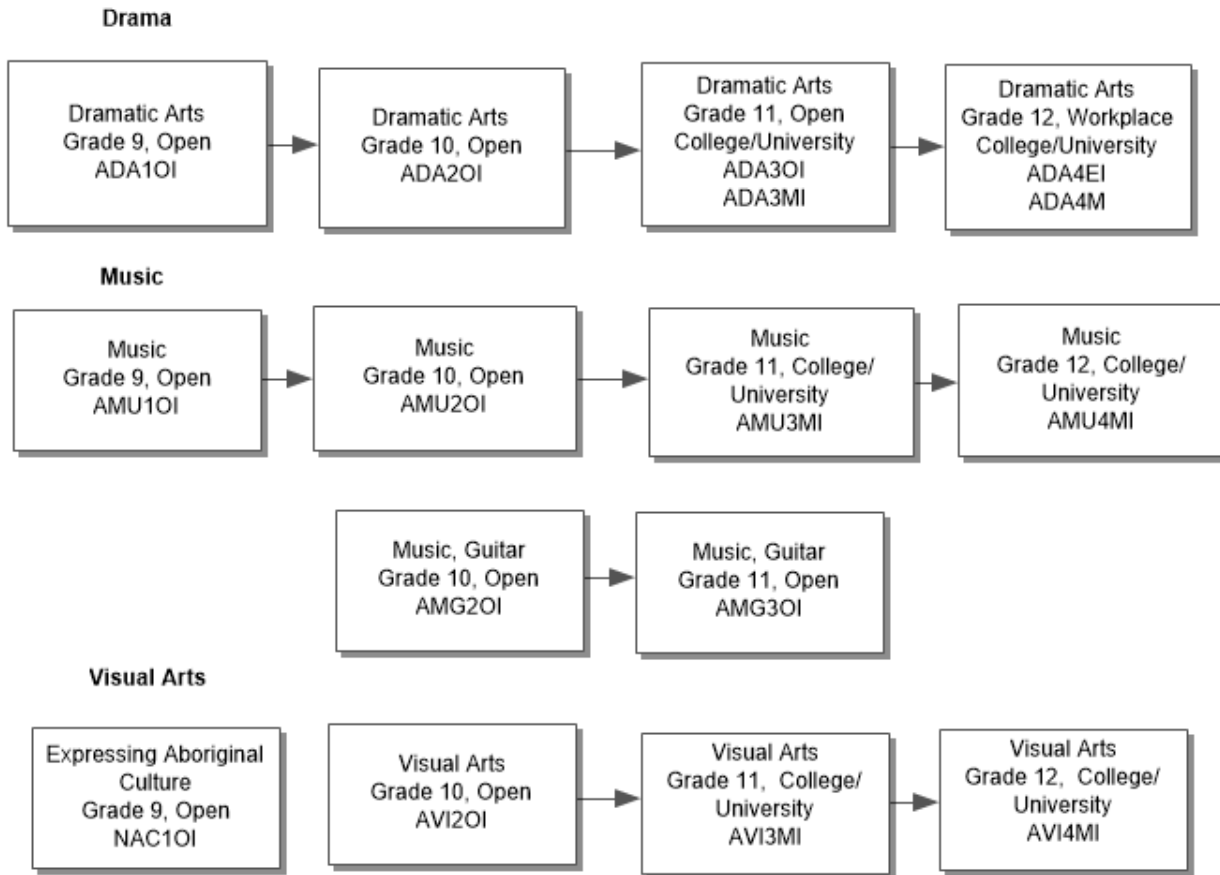 Drama
Dramatic Arts
Grade 9, Open
ADA1OI
Dramatic Arts
Grade 10, Open
ADA2OI
Dramatic Arts
Grade 11, Open
College/University
ADA3OI
ADA3MI
Dramatic Arts
Grade 12, Workplace
College/University
ADA4EI
ADA4M
Music
Music
Grade 9, Open
AMU1OI
Music
Grade 10, Open
AMU2OI
Music
Grade 11, College/
University
AMU3MI
Music
Grade 12, College/
University
AMU4MI
Music, Guitar
Grade 10, Open
AMG2OI
Music, Guitar
Grade 11, Open
AMG3OI
Visual Arts
Expressing Aboriginal
Culture
Grade 9, Open
NAC1OI
Visual Arts
Grade 10, Open
AVI2OI
Visual Arts
Grade 11, College/
University
AVI3MI
Visual Arts
Grade 12, College/
University
AVI4MI